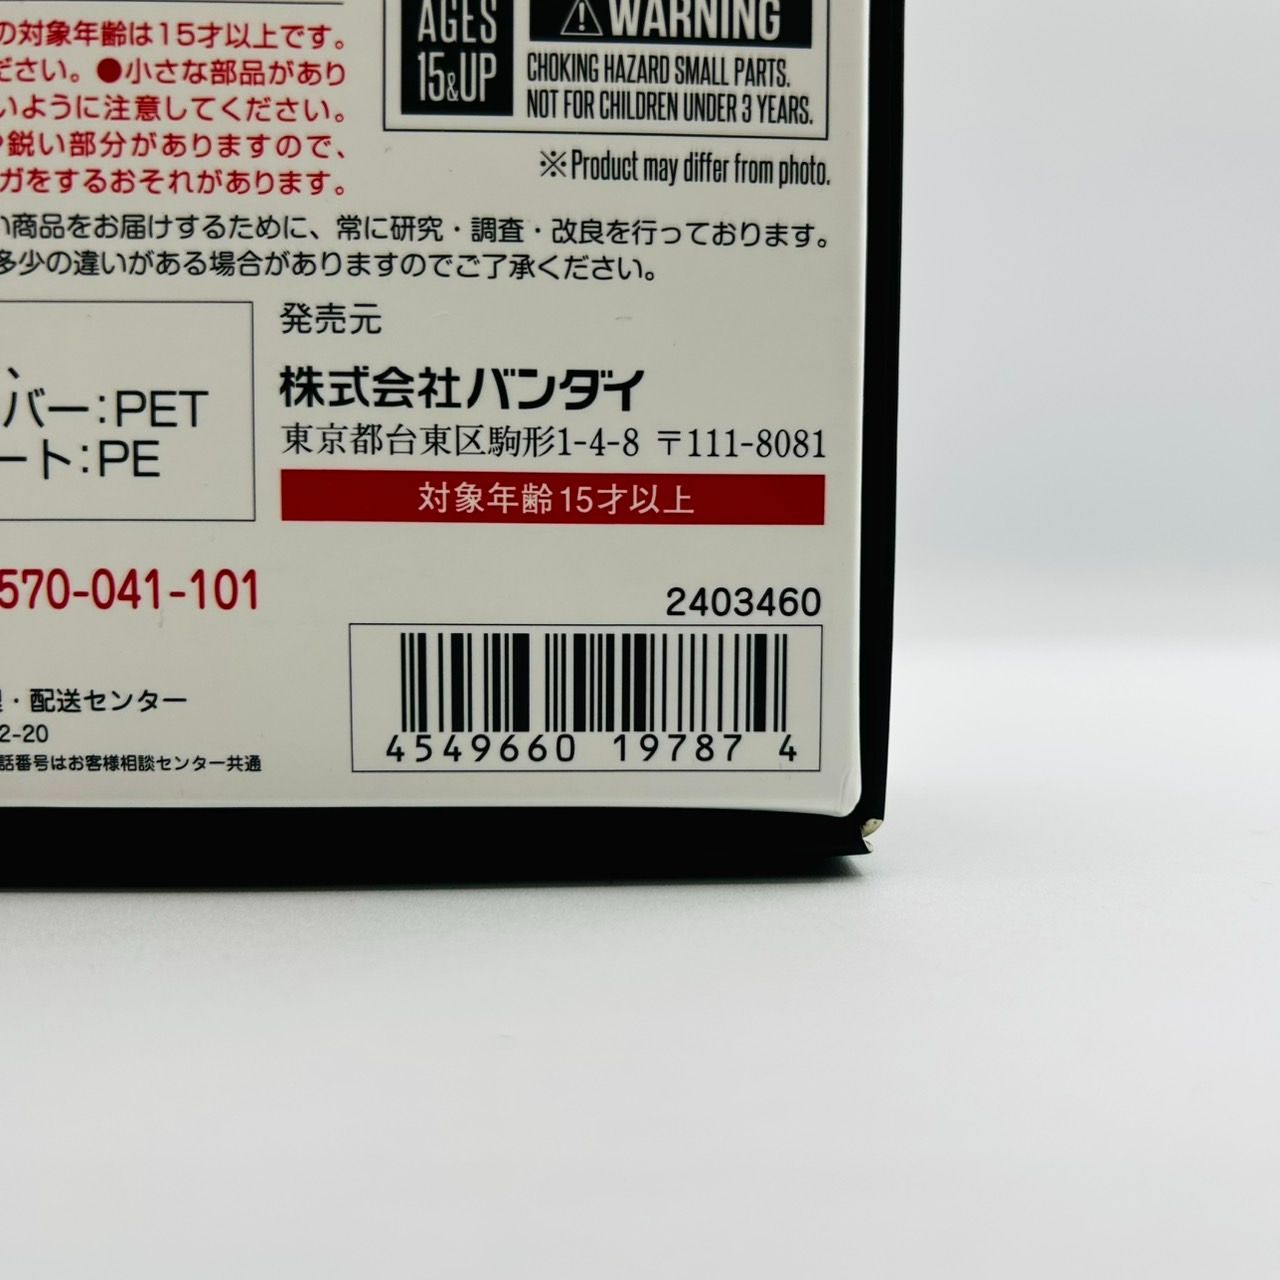 の対象年齢は15才以上です。
ださい。●小さな部品があり
いように注意してください。
鋭い部分がありますので、
ガをするおそれがあります。
AGES
15&UP
⚠WARNING
CHOKING HAZARD SMALL PARTS.
NOT FOR CHILDREN UNDER 3 YEARS.
※Product may differ from photo.
い商品をお届けするために、常に研究・調査・改良を行っております。
多少の違いがある場合がありますのでご了承ください。
バー:PET
ート:PE
発売元
株式会社バンダイ
東京都台東区駒形1-4-8 〒111-8081
対象年齢15才以上
570-041-101
・配送センター
2-20
話番号はお客様相談センター共通
2403460
4549660 19787 4